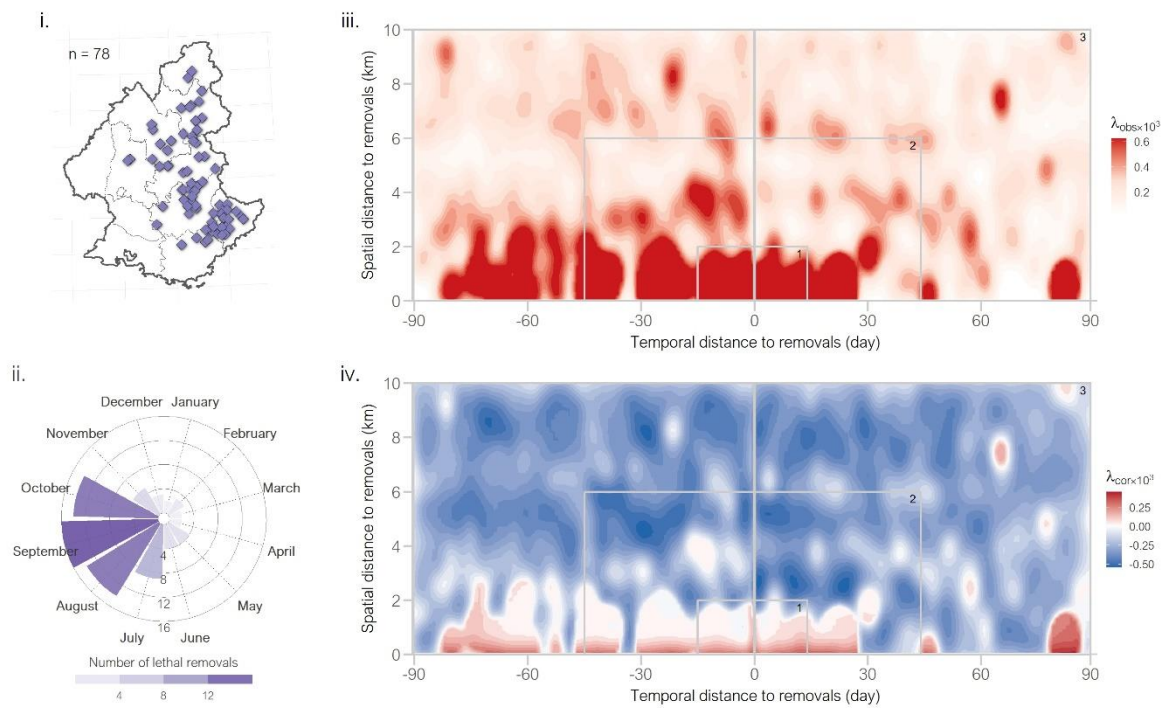 i.
n = 78
ii.
December
January
November
February
October
March
September
April
August
May
July
June
4
8
12
16
Number of lethal removals
4 8 12
iii.
Spatial distance to removals (km)
10
8
6
4
2
0
3
2
1
-90 -60 -30 0 30 60 90
Temporal distance to removals (day)
λobs×10³
0.6
0.4
0.2
iv.
Spatial distance to removals (km)
10
8
6
4
2
0
3
2
1
-90 -60 -30 0 30 60 90
Temporal distance to removals (day)
λcor×10³
0.25
0.00
-0.25
-0.50